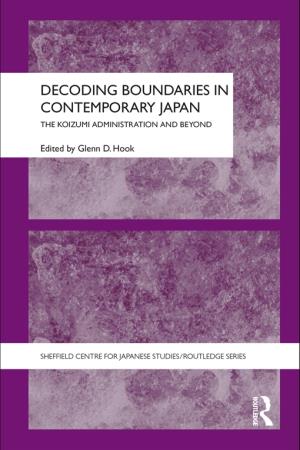 DECODING BOUNDARIES IN
CONTEMPORARY JAPAN
THE KOIZUMI ADMINISTRATION AND BEYOND
Edited by Glenn D. Hook
SHEFFIELD CENTRE FOR JAPANESE STUDIES/ROUTLEDGE SERIES
ROUTLEDGE